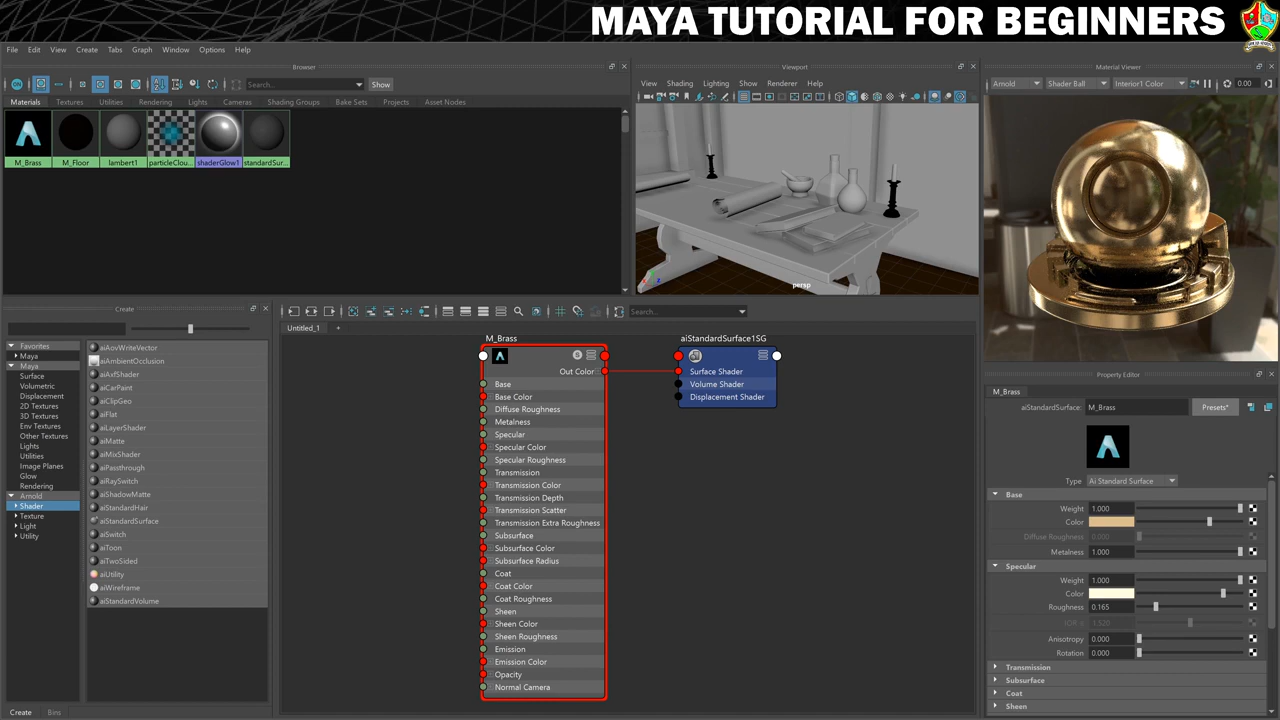 MAYA TUTORIAL FOR BEGINNERS
File Edit View Create Tabs Graph Window Options Help
Browser
ON
Search...
Show
Materials Textures Utilities Rendering Lights Cameras Shading Groups Bake Sets Projects Asset Nodes
M_Brass M_Floor lambert1 particleClou... shaderGlow1 standardSur...
Viewport
View Shading Lighting Show Renderer Panels
persp
Material Viewer
Arnold Shader Ball Interior1 Color 0.00
Create
Favorites
Maya
Maya
Surface
Volumetric
Displacement
2D Textures
3D Textures
Env Textures
Other Textures
Lights
Utilities
Image Planes
Glow
Rendering
Arnold
Shader
Texture
Light
Utility
aiAovWriteVector
aiAmbientOcclusion
aiAxfShader
aiCarPaint
aiClipGeo
aiFlat
aiLayerShader
aiMatte
aiMixShader
aiPassthrough
aiRaySwitch
aiShadowMatte
aiStandardHair
aiStandardSurface
aiSwitch
aiToon
aiTwoSided
aiUtility
aiWireframe
aiStandardVolume
Create Bins
Search...
Untitled_1 +
M_Brass
Out Color
Base
Base Color
Diffuse Roughness
Metalness
Specular
Specular Color
Specular Roughness
Transmission
Transmission Color
Transmission Depth
Transmission Scatter
Transmission Extra Roughness
Subsurface
Subsurface Color
Subsurface Radius
Coat
Coat Color
Coat Roughness
Sheen
Sheen Color
Sheen Roughness
Emission
Emission Color
Opacity
Normal Camera
aiStandardSurface1SG
Surface Shader
Volume Shader
Displacement Shader
Property Editor
M_Brass
aiStandardSurface: M_Brass Presets*
Type Ai Standard Surface
Base
Weight 1.000
Color
Diffuse Roughness 0.000
Metalness 1.000
Specular
Weight 1.000
Color
Roughness 0.165
IOR 1.520
Anisotropy 0.000
Rotation 0.000
Transmission
Subsurface
Coat
Sheen